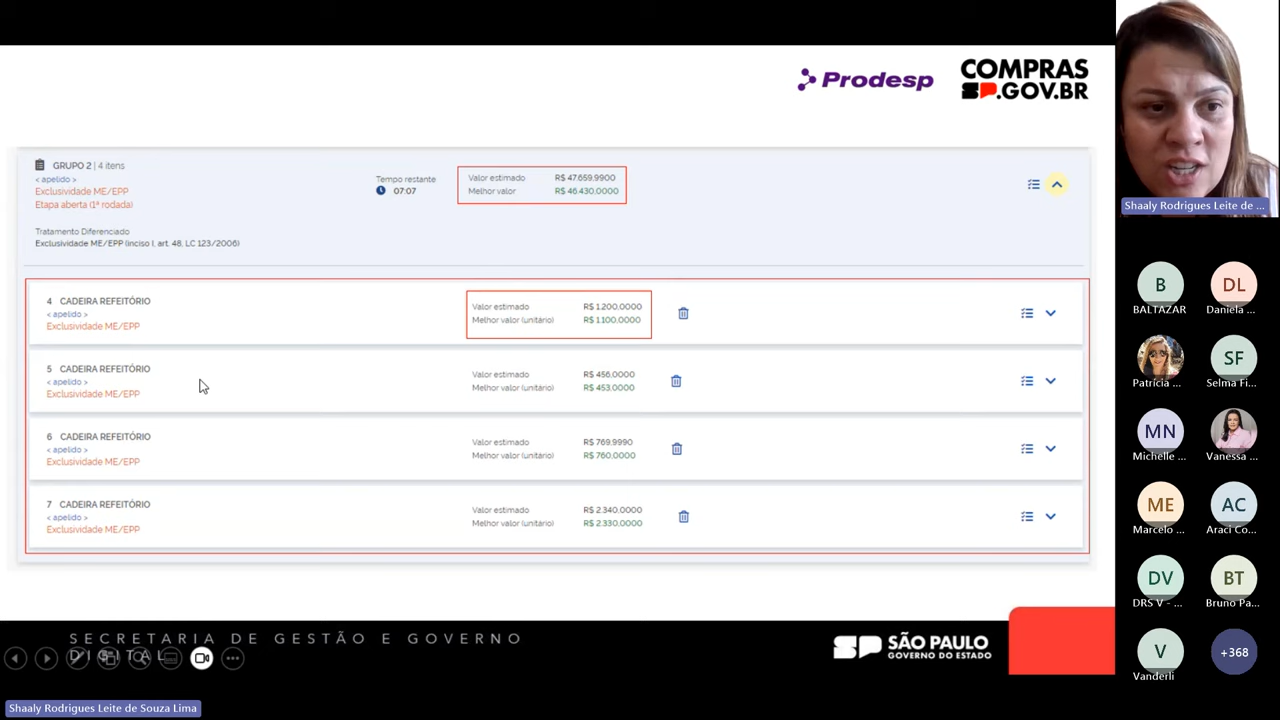 Prodesp
COMPRAS
SP.GOV.BR
GRUPO 2 | 4 itens
< apelido >
Exclusividade ME/EPP
Etapa aberta (1ª rodada)
Tempo restante
07:07
Valor estimado R$ 47.659,9900
Melhor valor R$ 46.430,0000
Tratamento Diferenciado
Exclusividade ME/EPP (inciso I, art. 48, LC 123/2006)
4 CADEIRA REFEITÓRIO
< apelido >
Exclusividade ME/EPP
Valor estimado R$ 1.200,0000
Melhor valor (unitário) R$ 1.100,0000
5 CADEIRA REFEITÓRIO
< apelido >
Exclusividade ME/EPP
Valor estimado R$ 456,0000
Melhor valor (unitário) R$ 453,0000
6 CADEIRA REFEITÓRIO
< apelido >
Exclusividade ME/EPP
Valor estimado R$ 769,9990
Melhor valor (unitário) R$ 760,0000
7 CADEIRA REFEITÓRIO
< apelido >
Exclusividade ME/EPP
Valor estimado R$ 2.340,0000
Melhor valor (unitário) R$ 2.330,0000
SECRETARIA DE GESTÃO E GOVERNO
DIGITAL
SP
SÃO PAULO
GOVERNO DO ESTADO
Shaaly Rodrigues Leite de Souza Lima
Shaaly Rodrigues Leite de ...
B
BALTAZAR
DL
Daniela ...
Patrícia ...
SF
Selma Fi...
MN
Michelle ...
Vanessa ...
ME
Marcelo ...
AC
Araci Co...
DV
DRS V - ...
BT
Bruno Pa...
V
Vanderli
+368